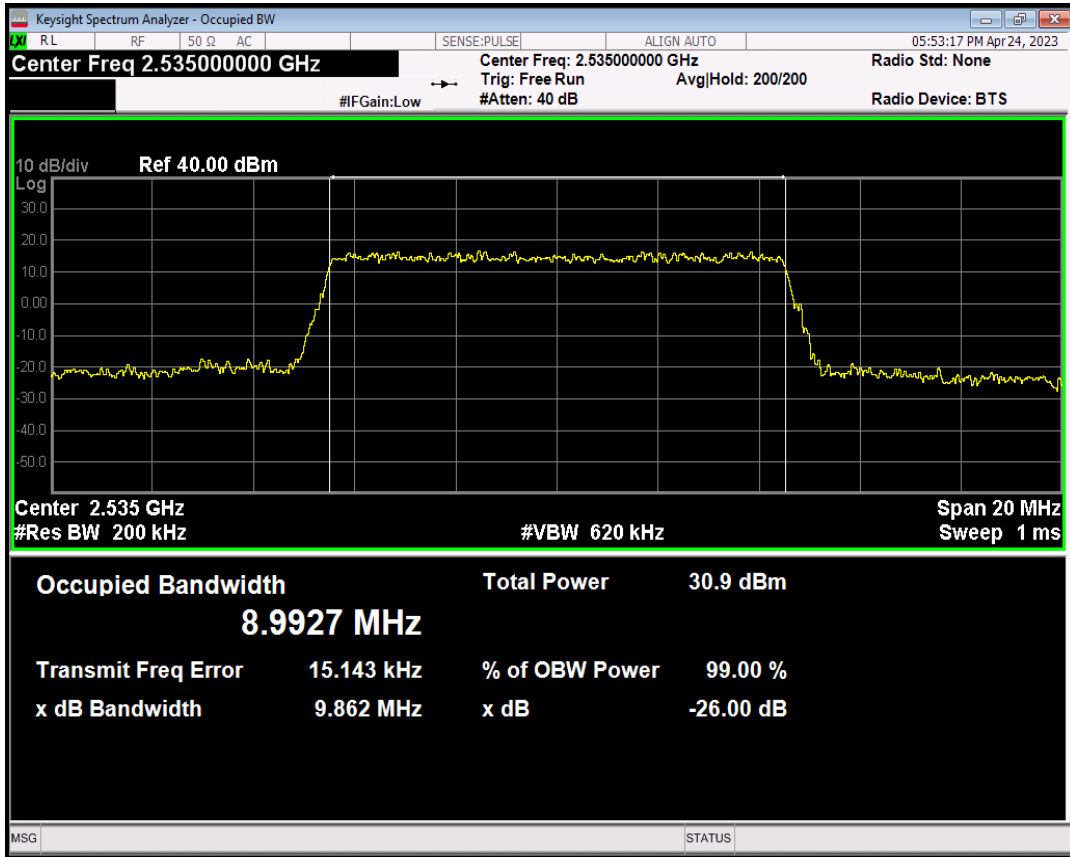 Keysight Spectrum Analyzer - Occupied BW
LXI RL RF 50 Ω AC SENSE:PULSE ALIGN AUTO 05:53:17 PM Apr 24, 2023
Center Freq 2.535000000 GHz Center Freq: 2.535000000 GHz Radio Std: None
Trig: Free Run Avg|Hold: 200/200
#IFGain:Low #Atten: 40 dB Radio Device: BTS
10 dB/div Ref 40.00 dBm
Log
30.0
20.0
10.0
0.00
-10.0
-20.0
-30.0
-40.0
-50.0
Center 2.535 GHz Span 20 MHz
#Res BW 200 kHz #VBW 620 kHz Sweep 1 ms
Occupied Bandwidth Total Power 30.9 dBm
8.9927 MHz
Transmit Freq Error 15.143 kHz % of OBW Power 99.00 %
x dB Bandwidth 9.862 MHz x dB -26.00 dB
MSG STATUS